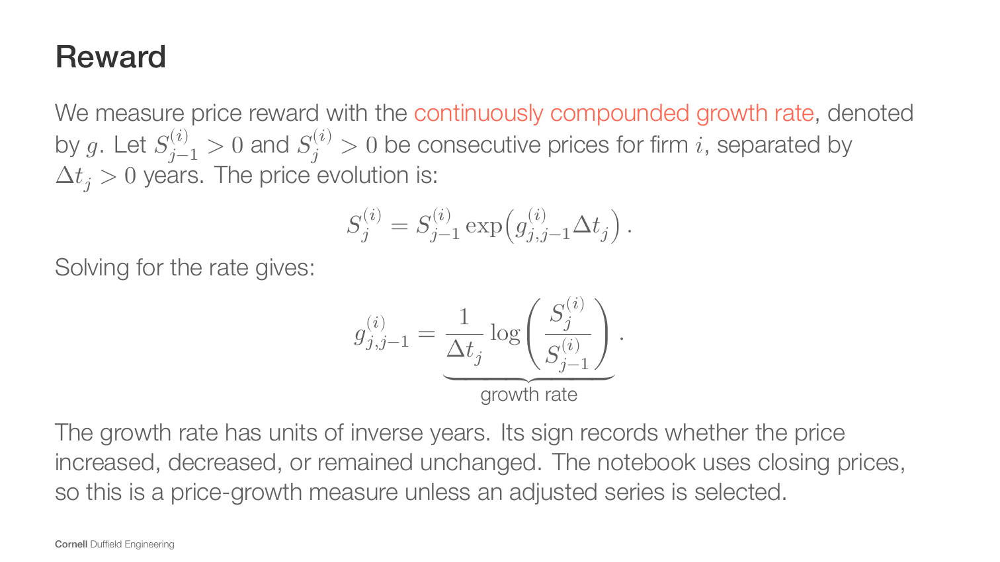 Reward
We measure price reward with the continuously compounded growth rate, denoted
by $g$. Let $S_{j-1}^{(i)} > 0$ and $S_j^{(i)} > 0$ be consecutive prices for firm $i$, separated by
$\Delta t_j > 0$ years. The price evolution is:
$S_j^{(i)} = S_{j-1}^{(i)} \exp\left(g_{j,j-1}^{(i)} \Delta t_j\right).$
Solving for the rate gives:
$g_{j,j-1}^{(i)} = \underbrace{\frac{1}{\Delta t_j} \log\left(\frac{S_j^{(i)}}{S_{j-1}^{(i)}}\right)}_{\text{growth rate}}.$
The growth rate has units of inverse years. Its sign records whether the price
increased, decreased, or remained unchanged. The notebook uses closing prices,
so this is a price-growth measure unless an adjusted series is selected.
Cornell Duffield Engineering